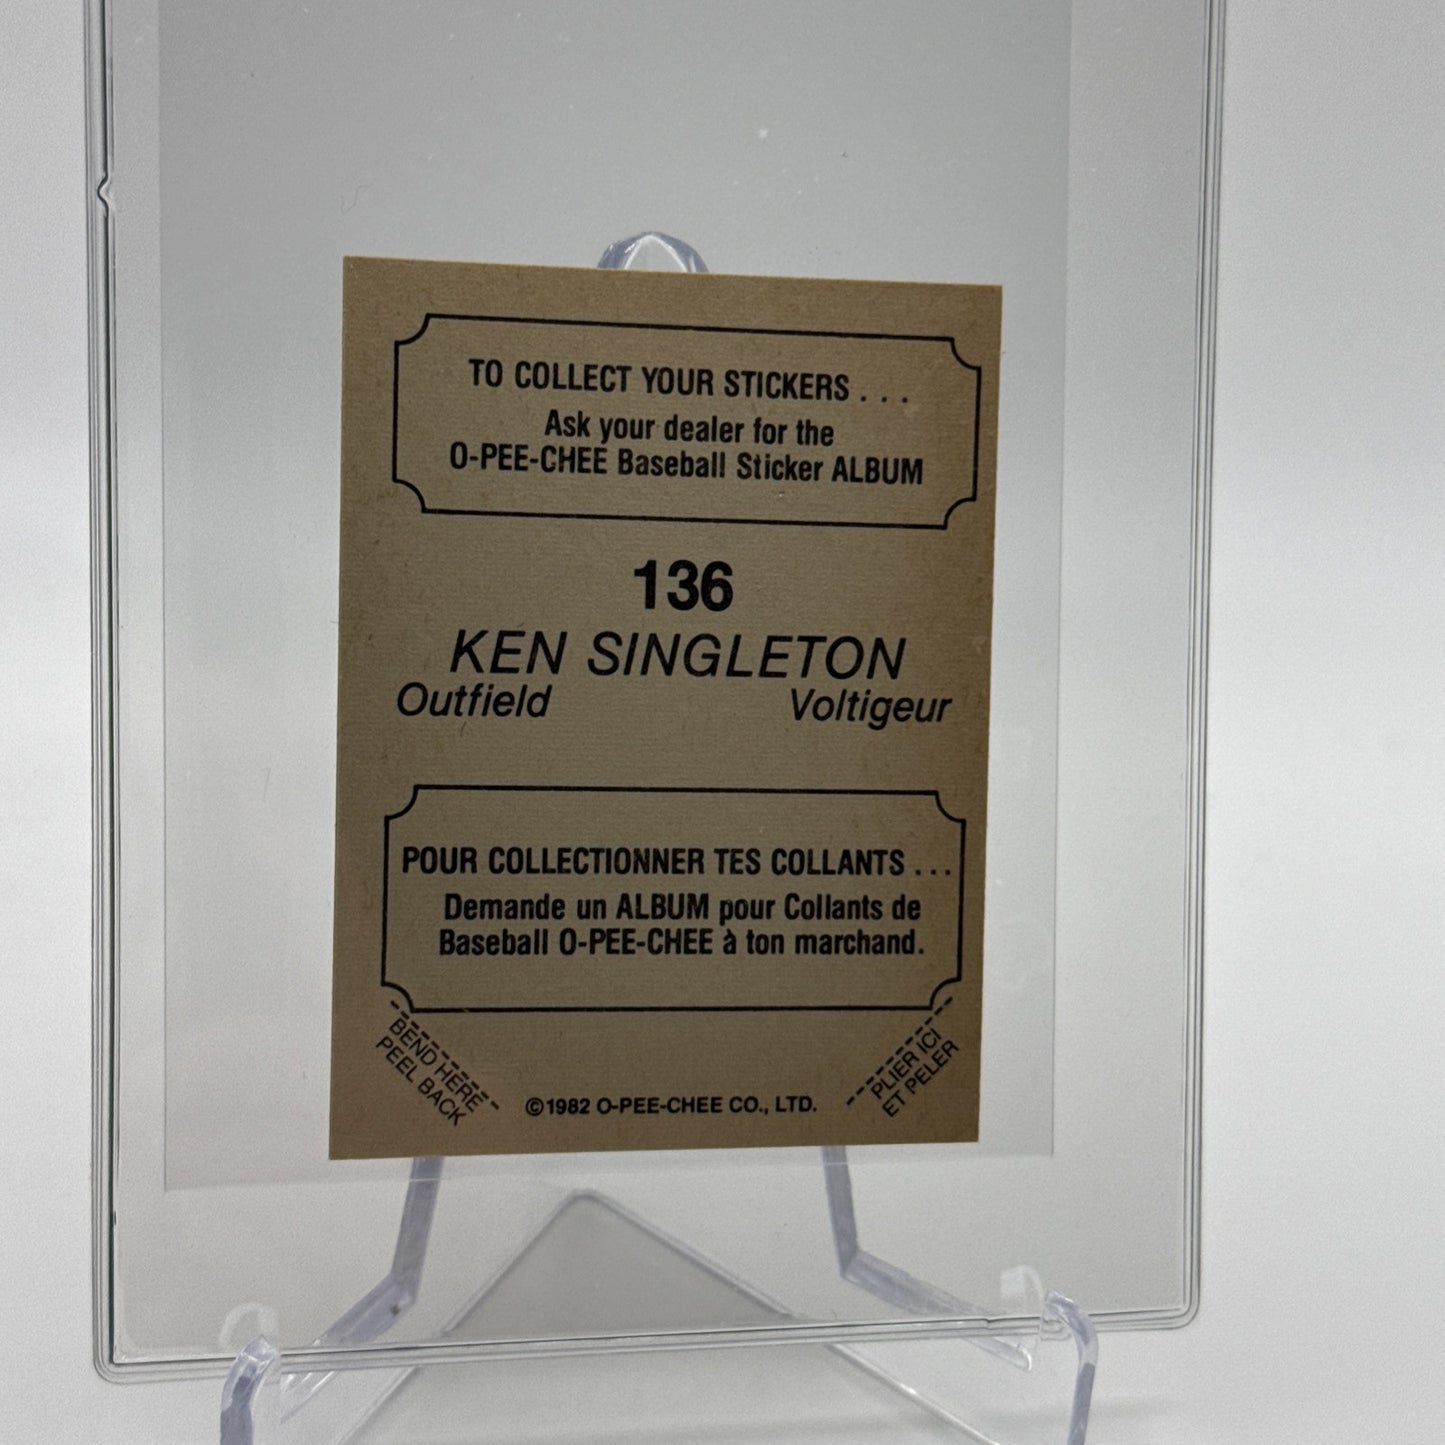 TO COLLECT YOUR STICKERS . . .
Ask your dealer for the
O-PEE-CHEE Baseball Sticker ALBUM
136
KEN SINGLETON
Outfield Voltigeur
POUR COLLECTIONNER TES COLLANTS . . .
Demande un ALBUM pour Collants de
Baseball O-PEE-CHEE à ton marchand.
BEND HERE
PEEL BACK
©1982 O-PEE-CHEE CO., LTD.
PLIER ICI
ET PELER